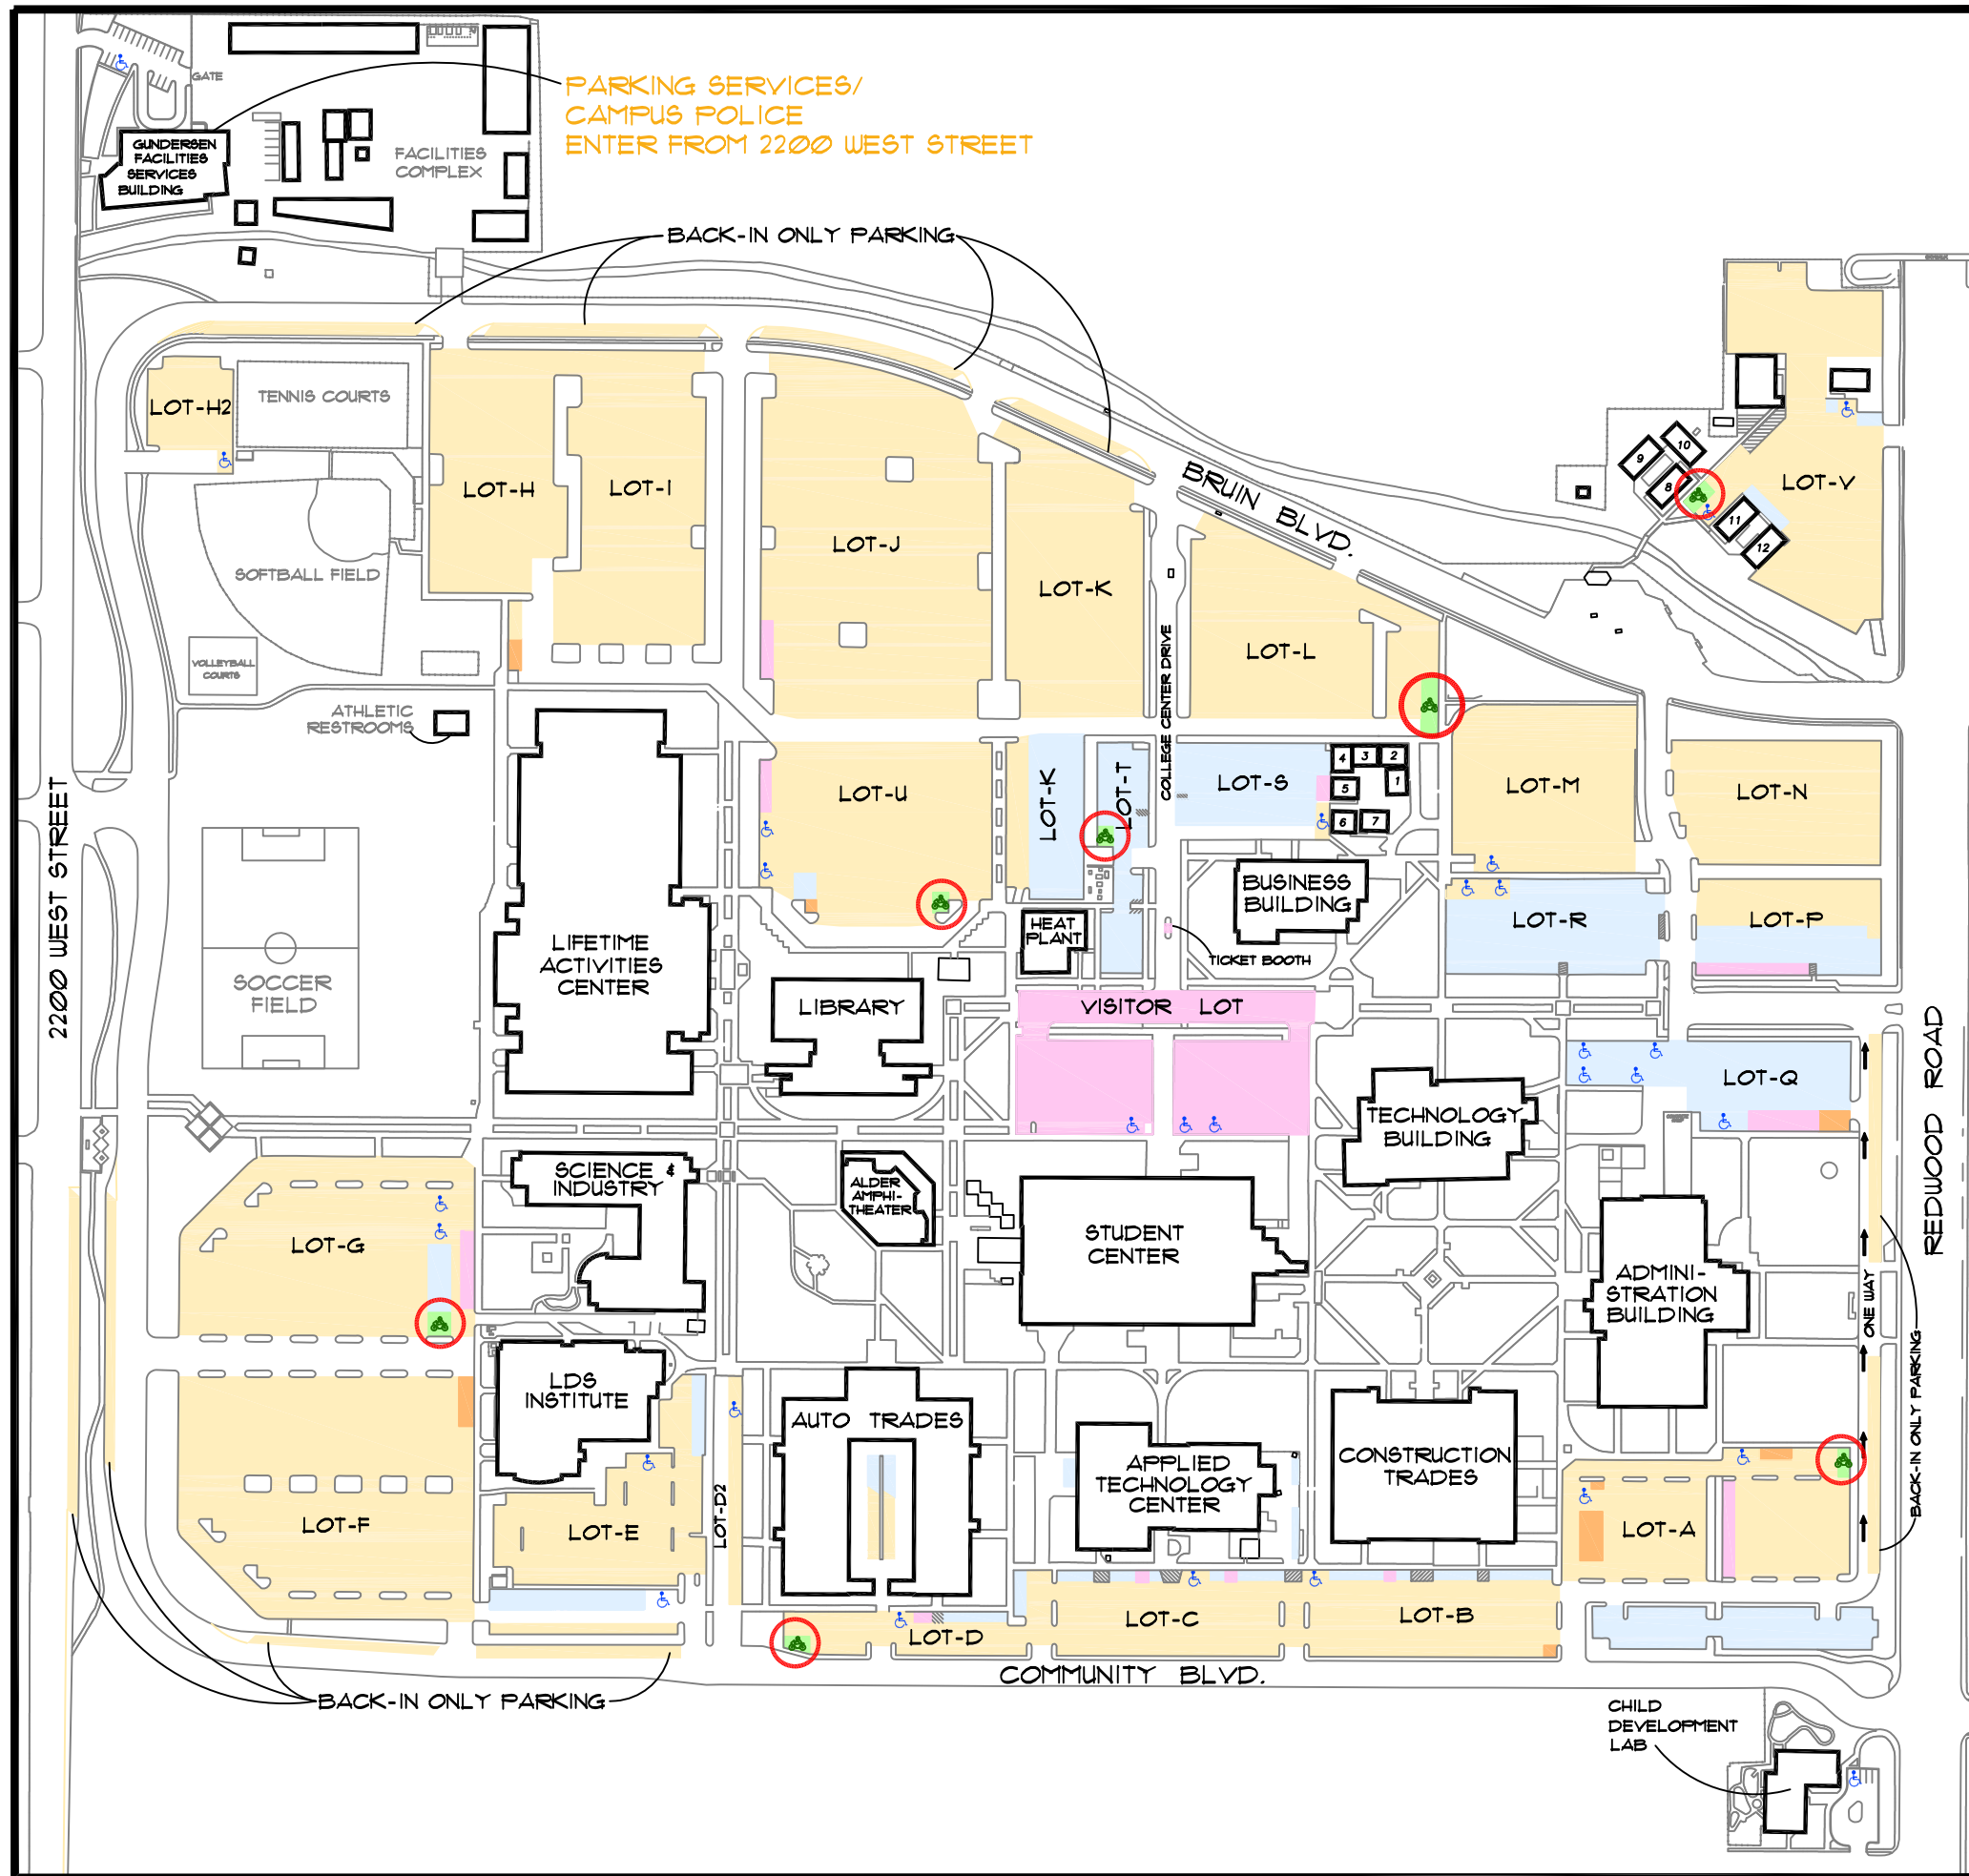 GATE
PARKING SERVICES/
CAMPUS POLICE
ENTER FROM 2200 WEST STREET
GUNDERSEN
FACILITIES
SERVICES
BUILDING
FACILITIES
COMPLEX
BACK-IN ONLY PARKING
LOT-H2
TENNIS COURTS
LOT-H
LOT-I
LOT-J
LOT-K
BRUIN BLVD.
LOT-L
COLLEGE CENTER DRIVE
10
9
8
11
12
LOT-V
SOFTBALL FIELD
VOLLEYBALL
COURTS
ATHLETIC
RESTROOMS
2200 WEST STREET
SOCCER
FIELD
LIFETIME
ACTIVITIES
CENTER
LOT-U
LOT-K
LOT-T
LOT-S
4
3
2
1
5
6
7
LOT-M
LOT-N
BUSINESS
BUILDING
LOT-R
LOT-P
HEAT
PLANT
TICKET BOOTH
LIBRARY
VISITOR LOT
LOT-Q
REDWOOD ROAD
TECHNOLOGY
BUILDING
SCIENCE &
INDUSTRY
ALDER
AMPHI-
THEATER
LOT-G
STUDENT
CENTER
ADMINI-
STRATION
BUILDING
ONE WAY
BACK-IN ONLY PARKING
LDS
INSTITUTE
AUTO TRADES
APPLIED
TECHNOLOGY
CENTER
CONSTRUCTION
TRADES
LOT-F
LOT-E
LOT-D2
LOT-A
LOT-D
LOT-C
LOT-B
COMMUNITY BLVD.
BACK-IN ONLY PARKING
CHILD
DEVELOPMENT
LAB